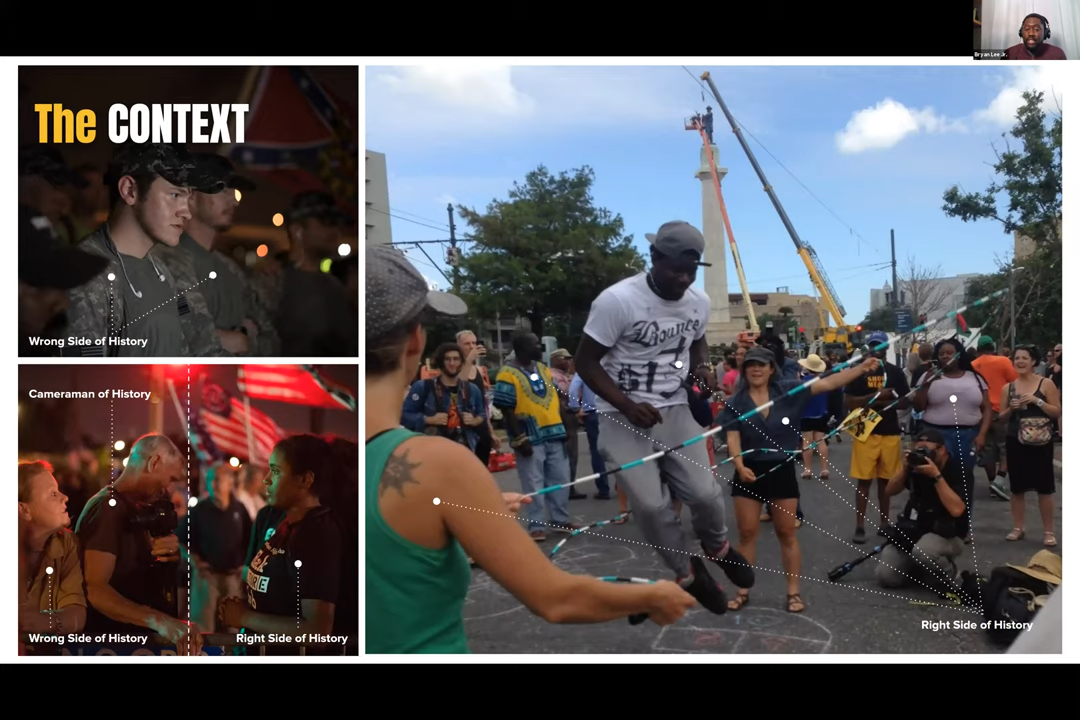 Bryan Lee Jr.
The CONTEXT
Wrong Side of History
Cameraman of History
Wrong Side of History
Right Side of History
Bounce
Right Side of History